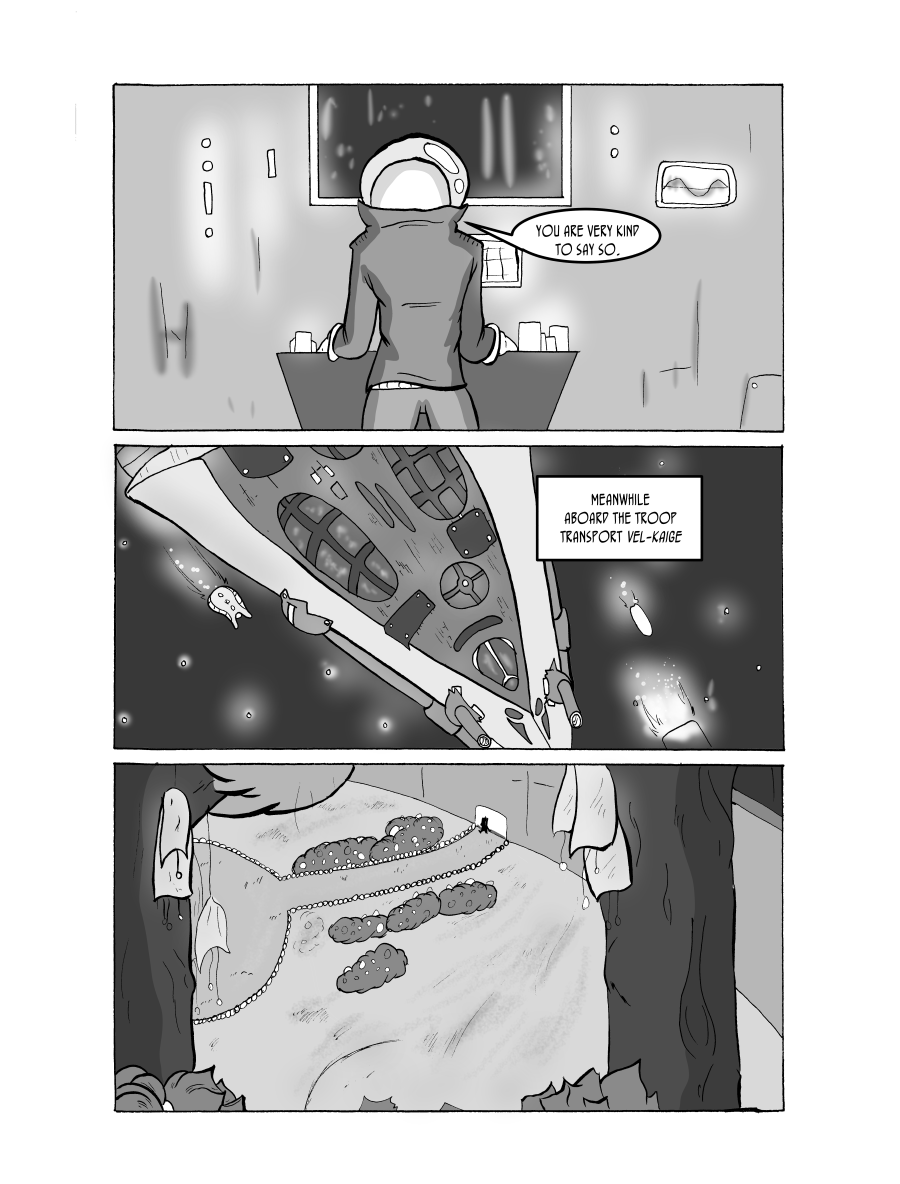 YOU ARE VERY KIND
TO SAY SO.
MEANWHILE
ABOARD THE TROOP
TRANSPORT VEL-KAIGE